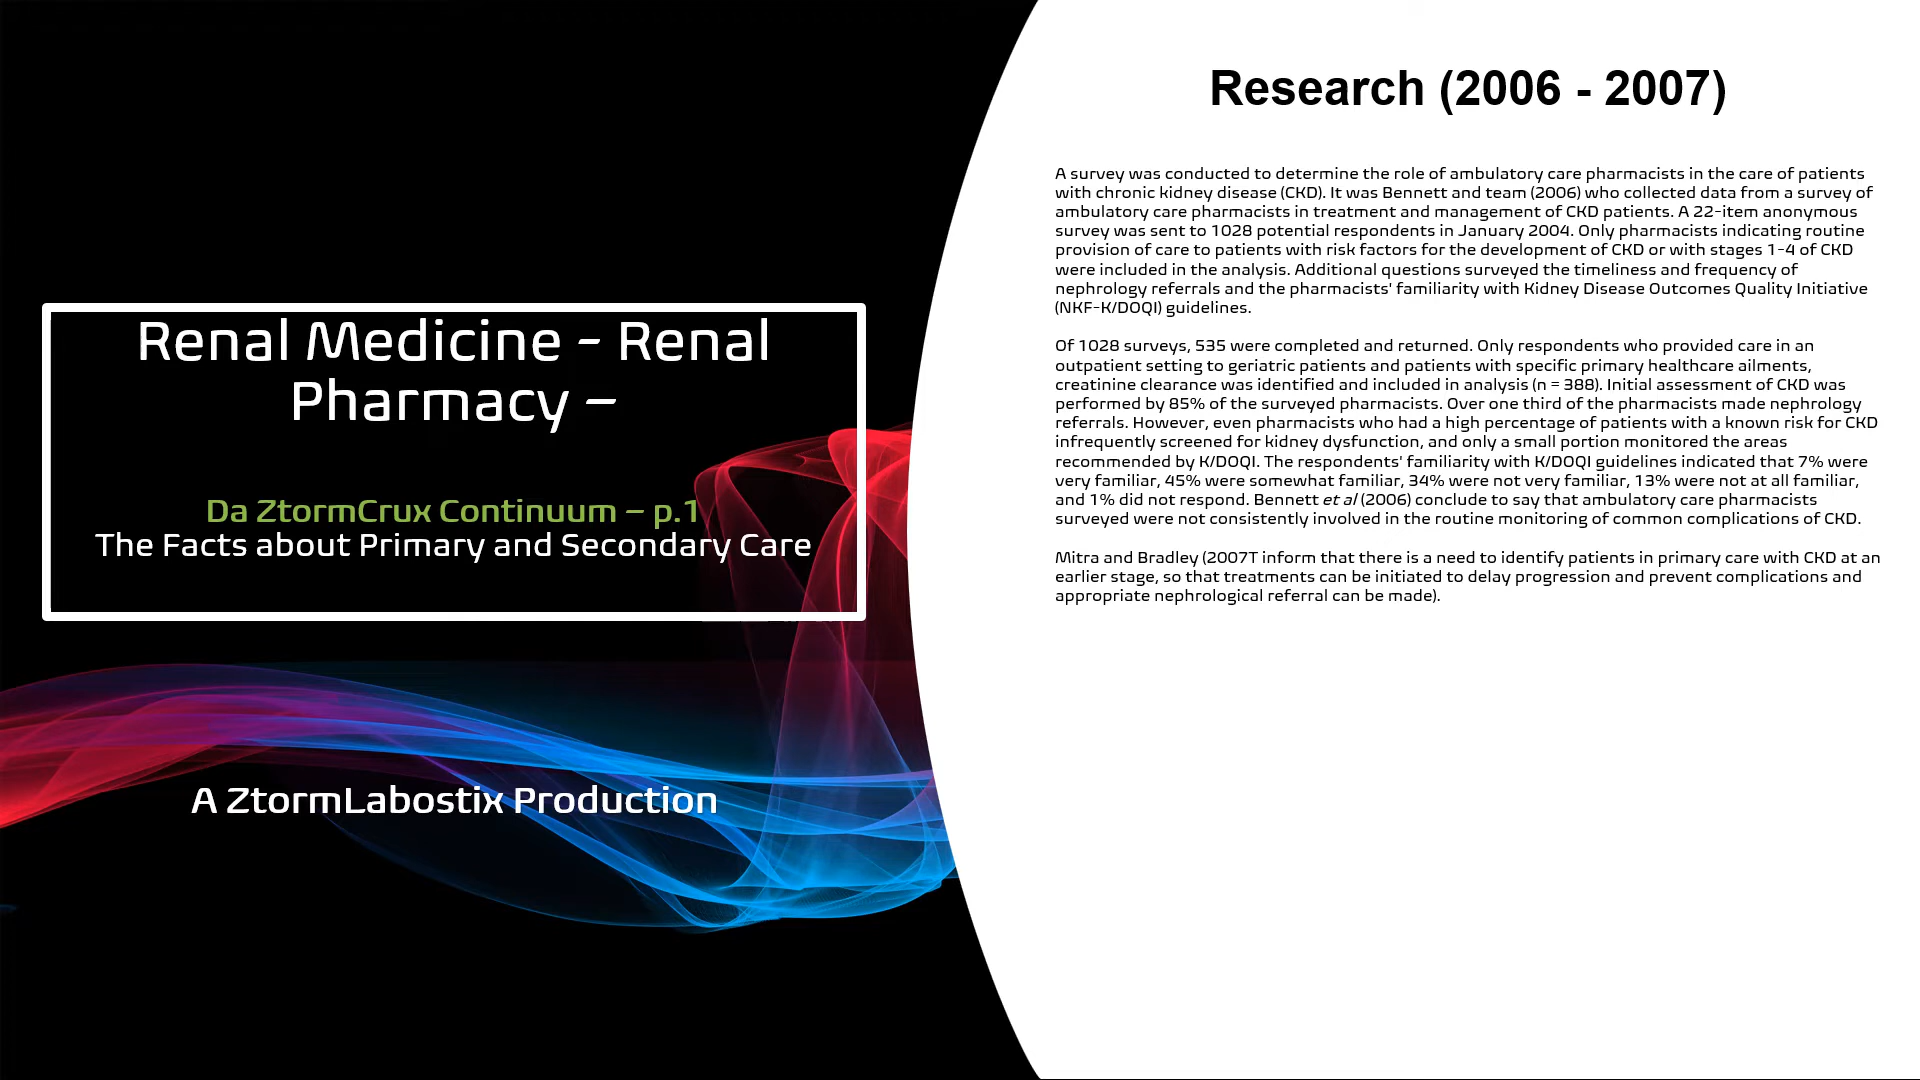 Renal Medicine - Renal
Pharmacy –
Da ZtormCrux Continuum – p.1
The Facts about Primary and Secondary Care
A ZtormLabostix Production
Research (2006 - 2007)
A survey was conducted to determine the role of ambulatory care pharmacists in the care of patients
with chronic kidney disease (CKD). It was Bennett and team (2006) who collected data from a survey of
ambulatory care pharmacists in treatment and management of CKD patients. A 22-item anonymous
survey was sent to 1028 potential respondents in January 2004. Only pharmacists indicating routine
provision of care to patients with risk factors for the development of CKD or with stages 1-4 of CKD
were included in the analysis. Additional questions surveyed the timeliness and frequency of
nephrology referrals and the pharmacists' familiarity with Kidney Disease Outcomes Quality Initiative
(NKF-K/DOQI) guidelines.
Of 1028 surveys, 535 were completed and returned. Only respondents who provided care in an
outpatient setting to geriatric patients and patients with specific primary healthcare ailments,
creatinine clearance was identified and included in analysis (n = 388). Initial assessment of CKD was
performed by 85% of the surveyed pharmacists. Over one third of the pharmacists made nephrology
referrals. However, even pharmacists who had a high percentage of patients with a known risk for CKD
infrequently screened for kidney dysfunction, and only a small portion monitored the areas
recommended by K/DOQI. The respondents' familiarity with K/DOQI guidelines indicated that 7% were
very familiar, 45% were somewhat familiar, 34% were not very familiar, 13% were not at all familiar,
and 1% did not respond. Bennett et al (2006) conclude to say that ambulatory care pharmacists
surveyed were not consistently involved in the routine monitoring of common complications of CKD.
Mitra and Bradley (2007T inform that there is a need to identify patients in primary care with CKD at an
earlier stage, so that treatments can be initiated to delay progression and prevent complications and
appropriate nephrological referral can be made).